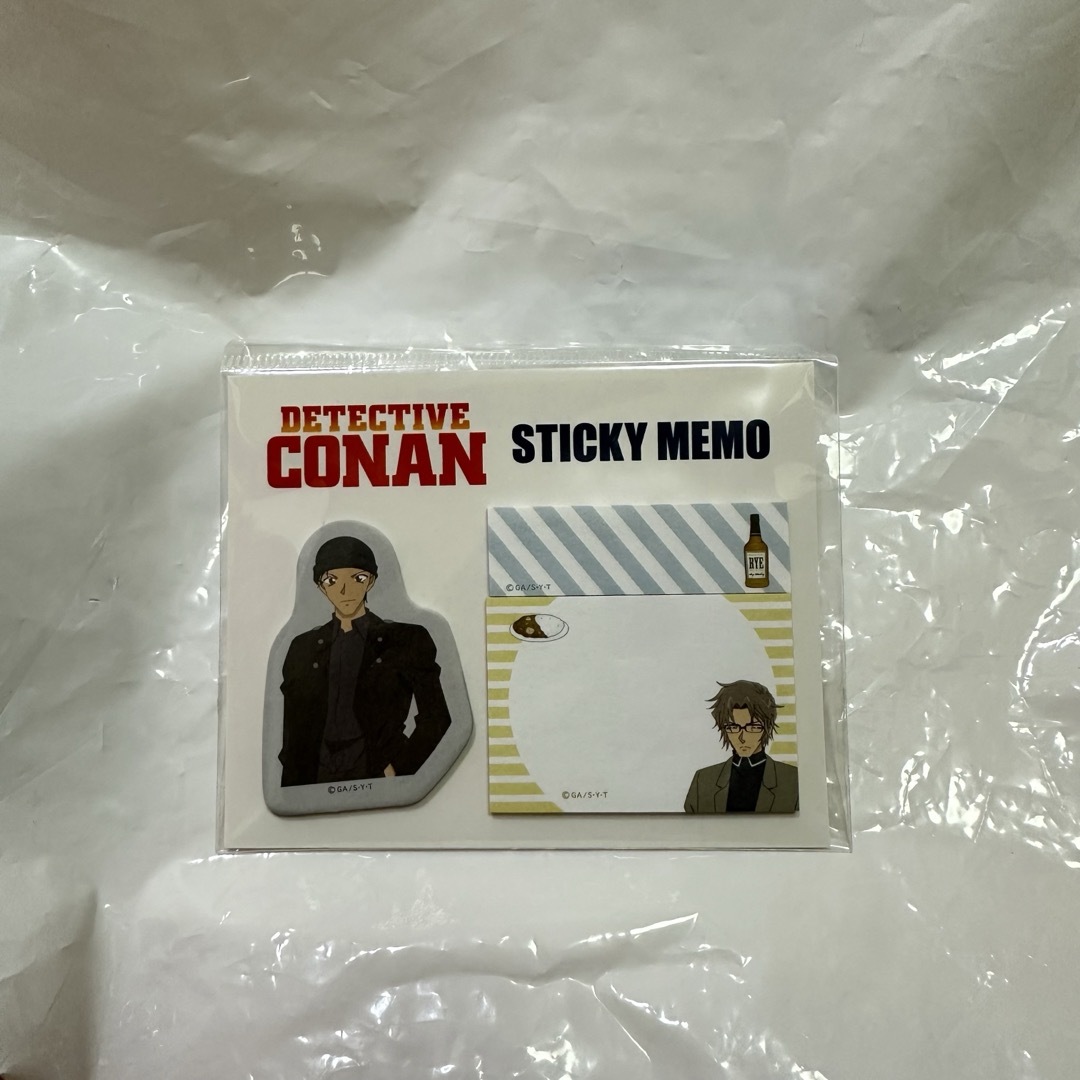 DETECTIVE
CONAN
STICKY MEMO
RYE
©GA/S·Y·T
©GA/S·Y·T
©GA/S·Y·T